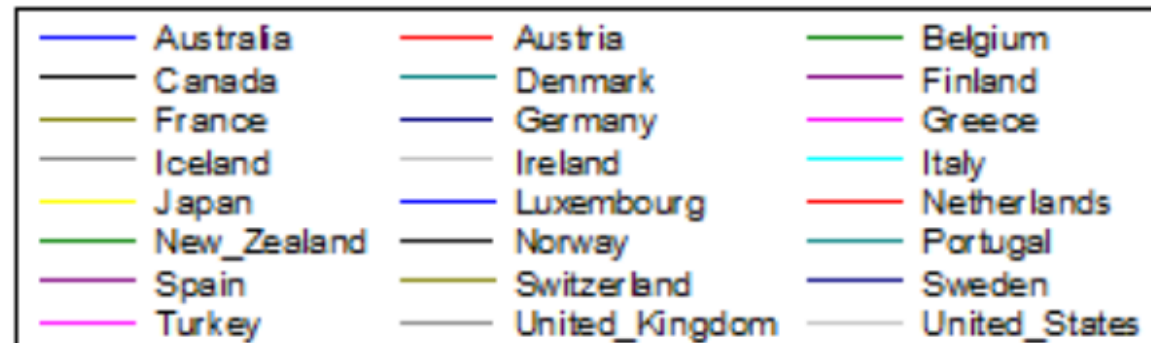 Australia Austria Belgium
Canada Denmark Finland
France Germany Greece
Iceland Ireland Italy
Japan Luxembourg Netherlands
New_Zealand Norway Portugal
Spain Switzerland Sweden
Turkey United_Kingdom United_States